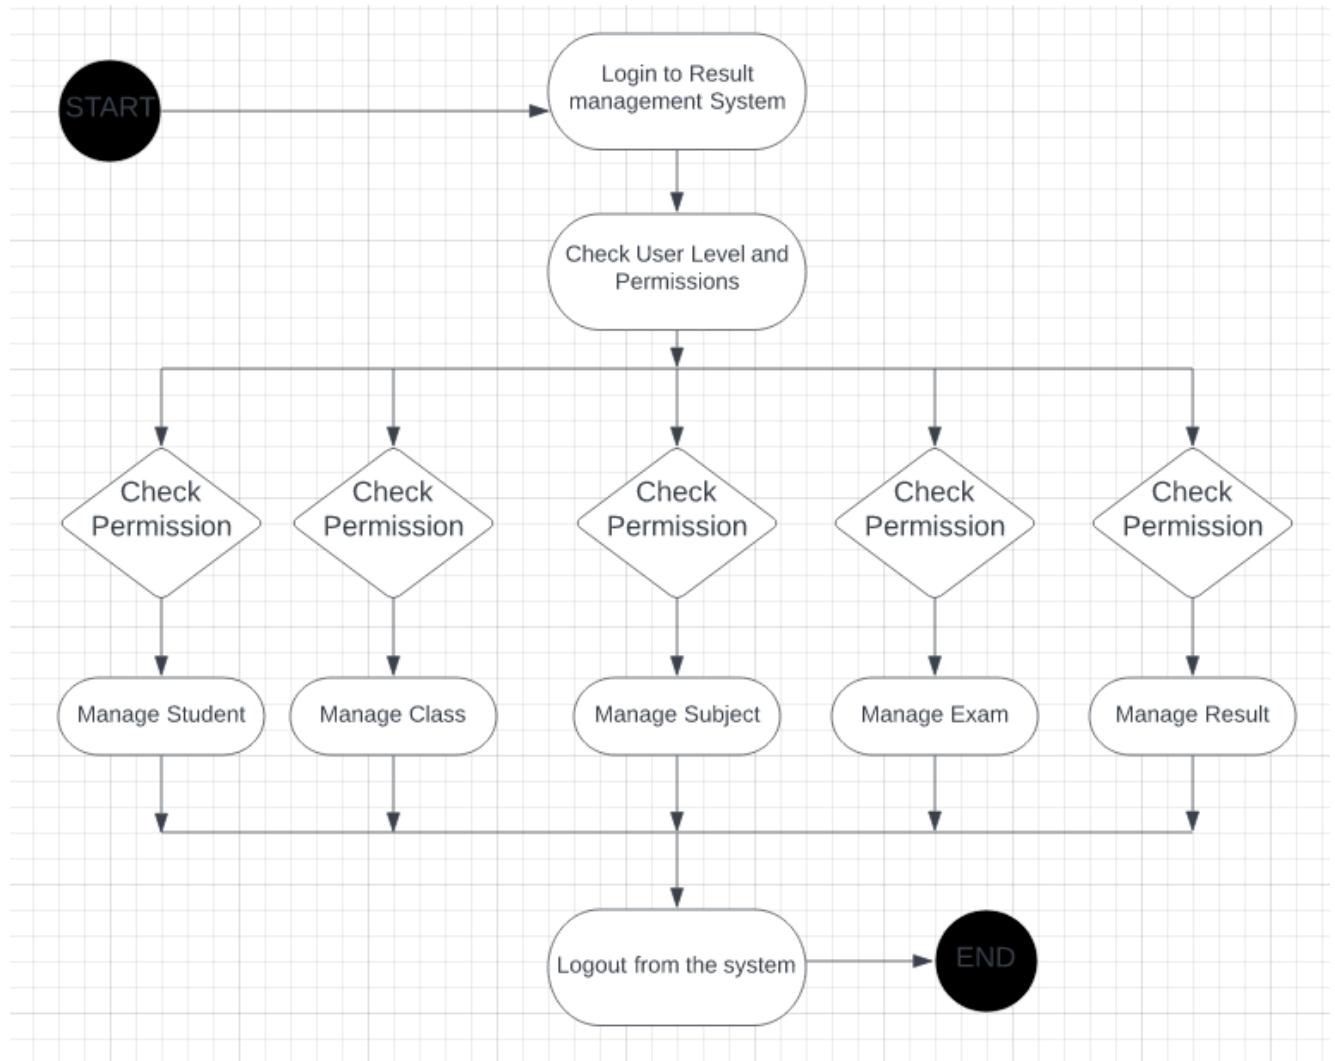 START
Login to Result
management System
Check User Level and
Permissions
Check
Permission
Check
Permission
Check
Permission
Check
Permission
Check
Permission
Manage Student
Manage Class
Manage Subject
Manage Exam
Manage Result
Logout from the system
END